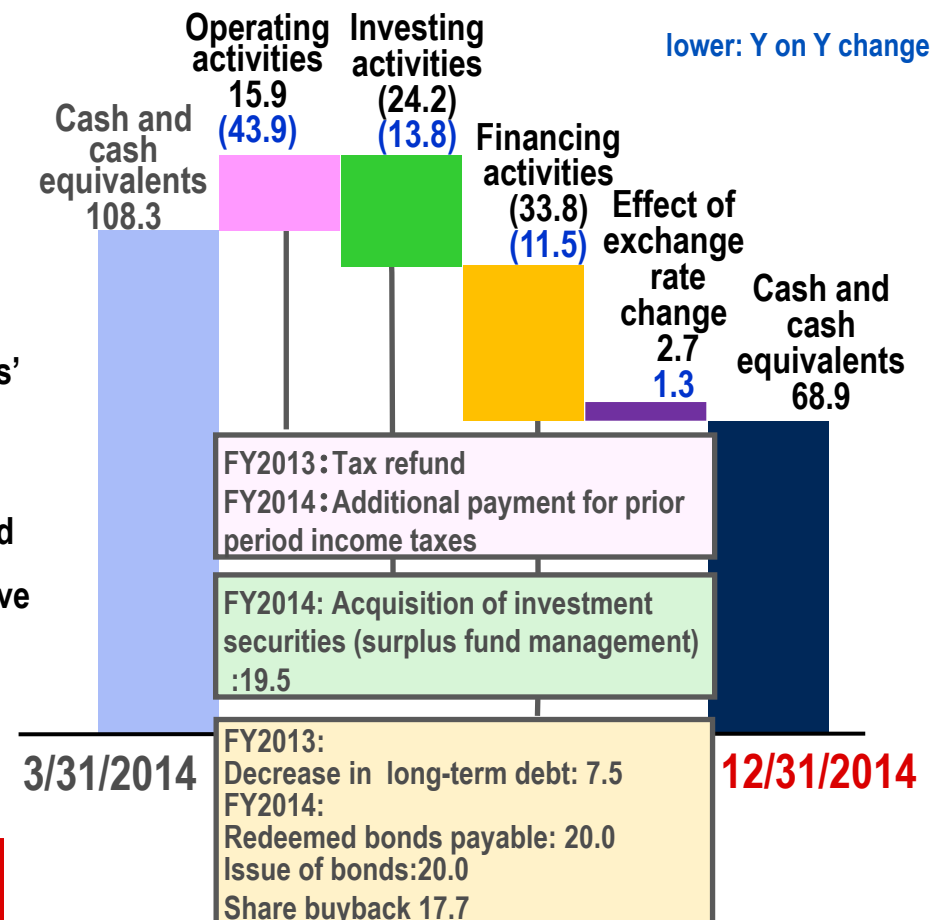 lower: Y on Y change
Cash and
cash
equivalents
108.3
Operating
activities
15.9
(43.9)
Investing
activities
(24.2)
(13.8)
Financing
activities
(33.8)
(11.5)
Effect of
exchange
rate
change
2.7
1.3
Cash and
cash
equivalents
68.9
s’
d
ve
FY2013:Tax refund
FY2014:Additional payment for prior
period income taxes
FY2014: Acquisition of investment
securities (surplus fund management)
:19.5
FY2013:
Decrease in long-term debt: 7.5
FY2014:
Redeemed bonds payable: 20.0
Issue of bonds:20.0
Share buyback 17.7
3/31/2014
12/31/2014